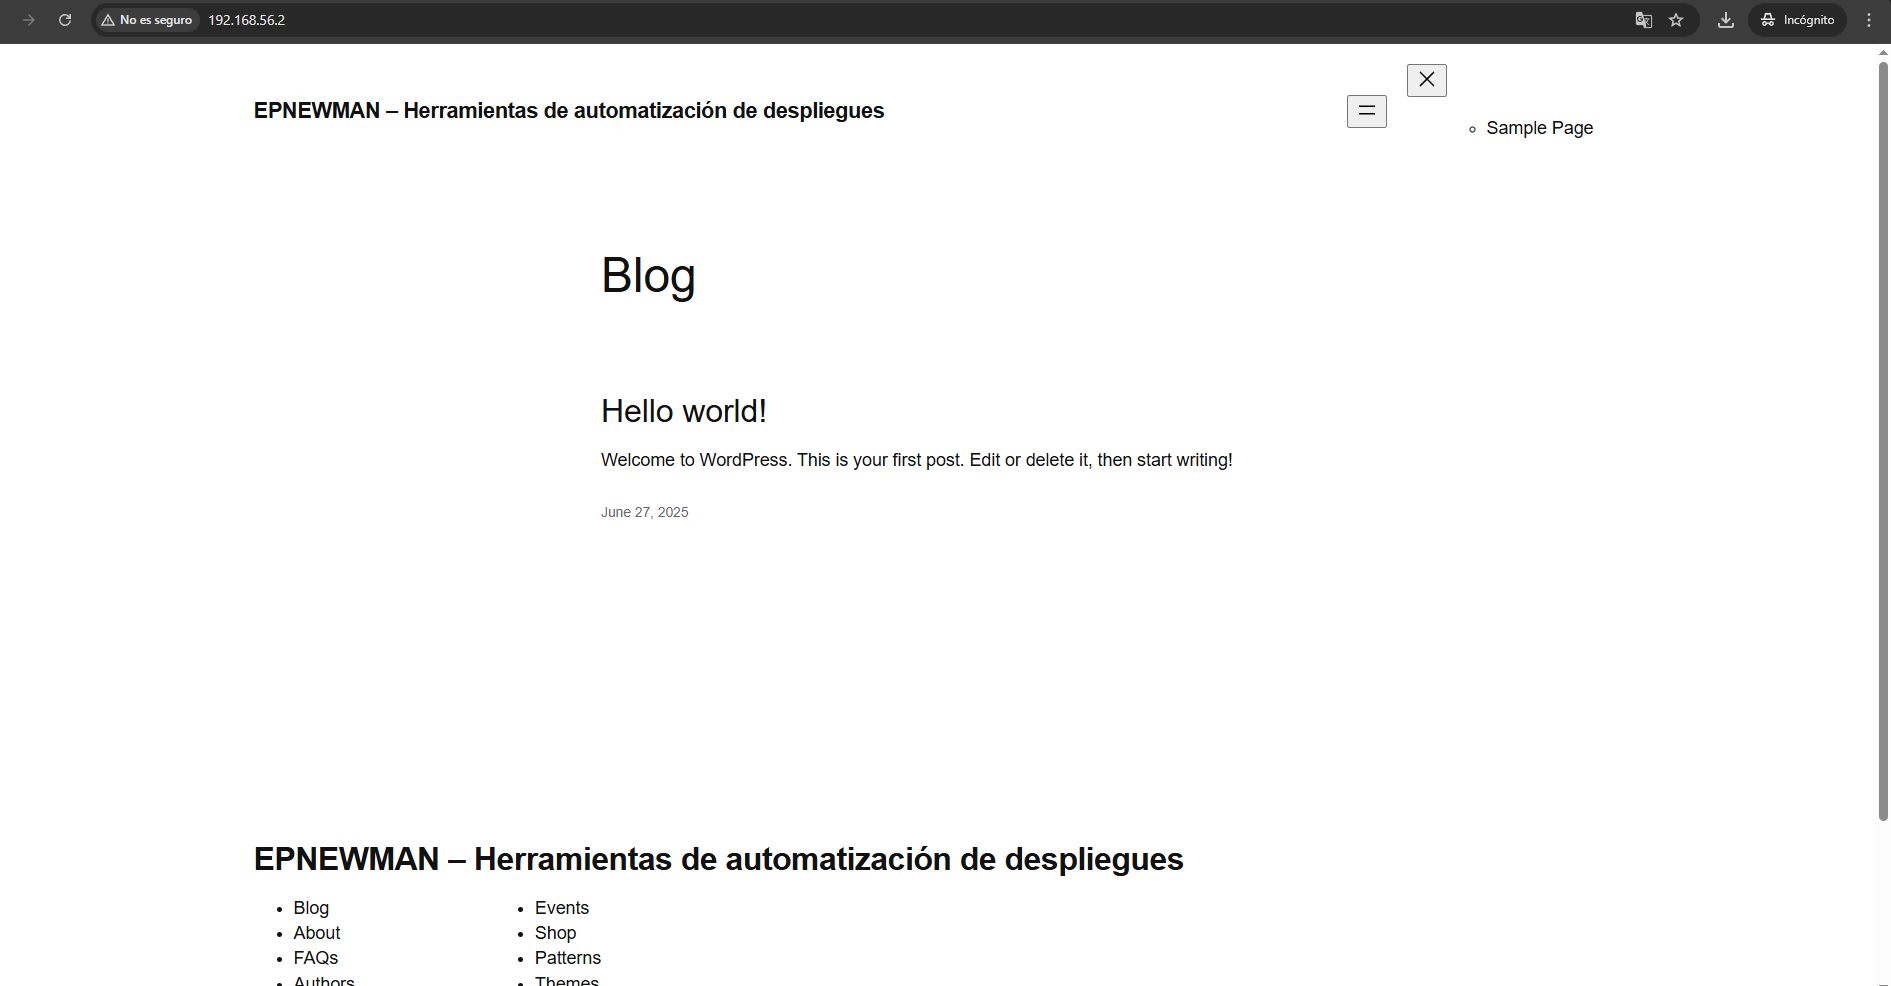 No es seguro 192.168.56.2 Incógnito
EPNEWMAN – Herramientas de automatización de despliegues
Sample Page
Blog
Hello world!
Welcome to WordPress. This is your first post. Edit or delete it, then start writing!
June 27, 2025
EPNEWMAN – Herramientas de automatización de despliegues
Blog
About
FAQs
Authors
Events
Shop
Patterns
Themes